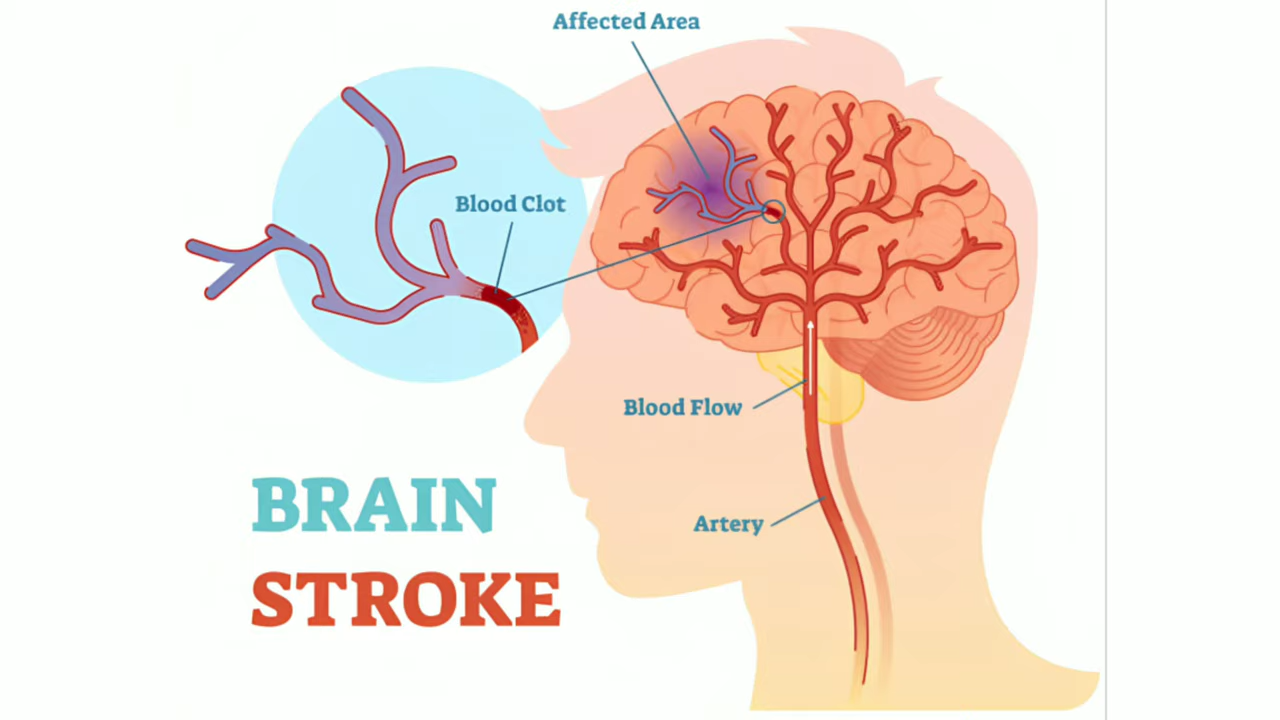 Affected Area
Blood Clot
Blood Flow
Artery
BRAIN
STROKE